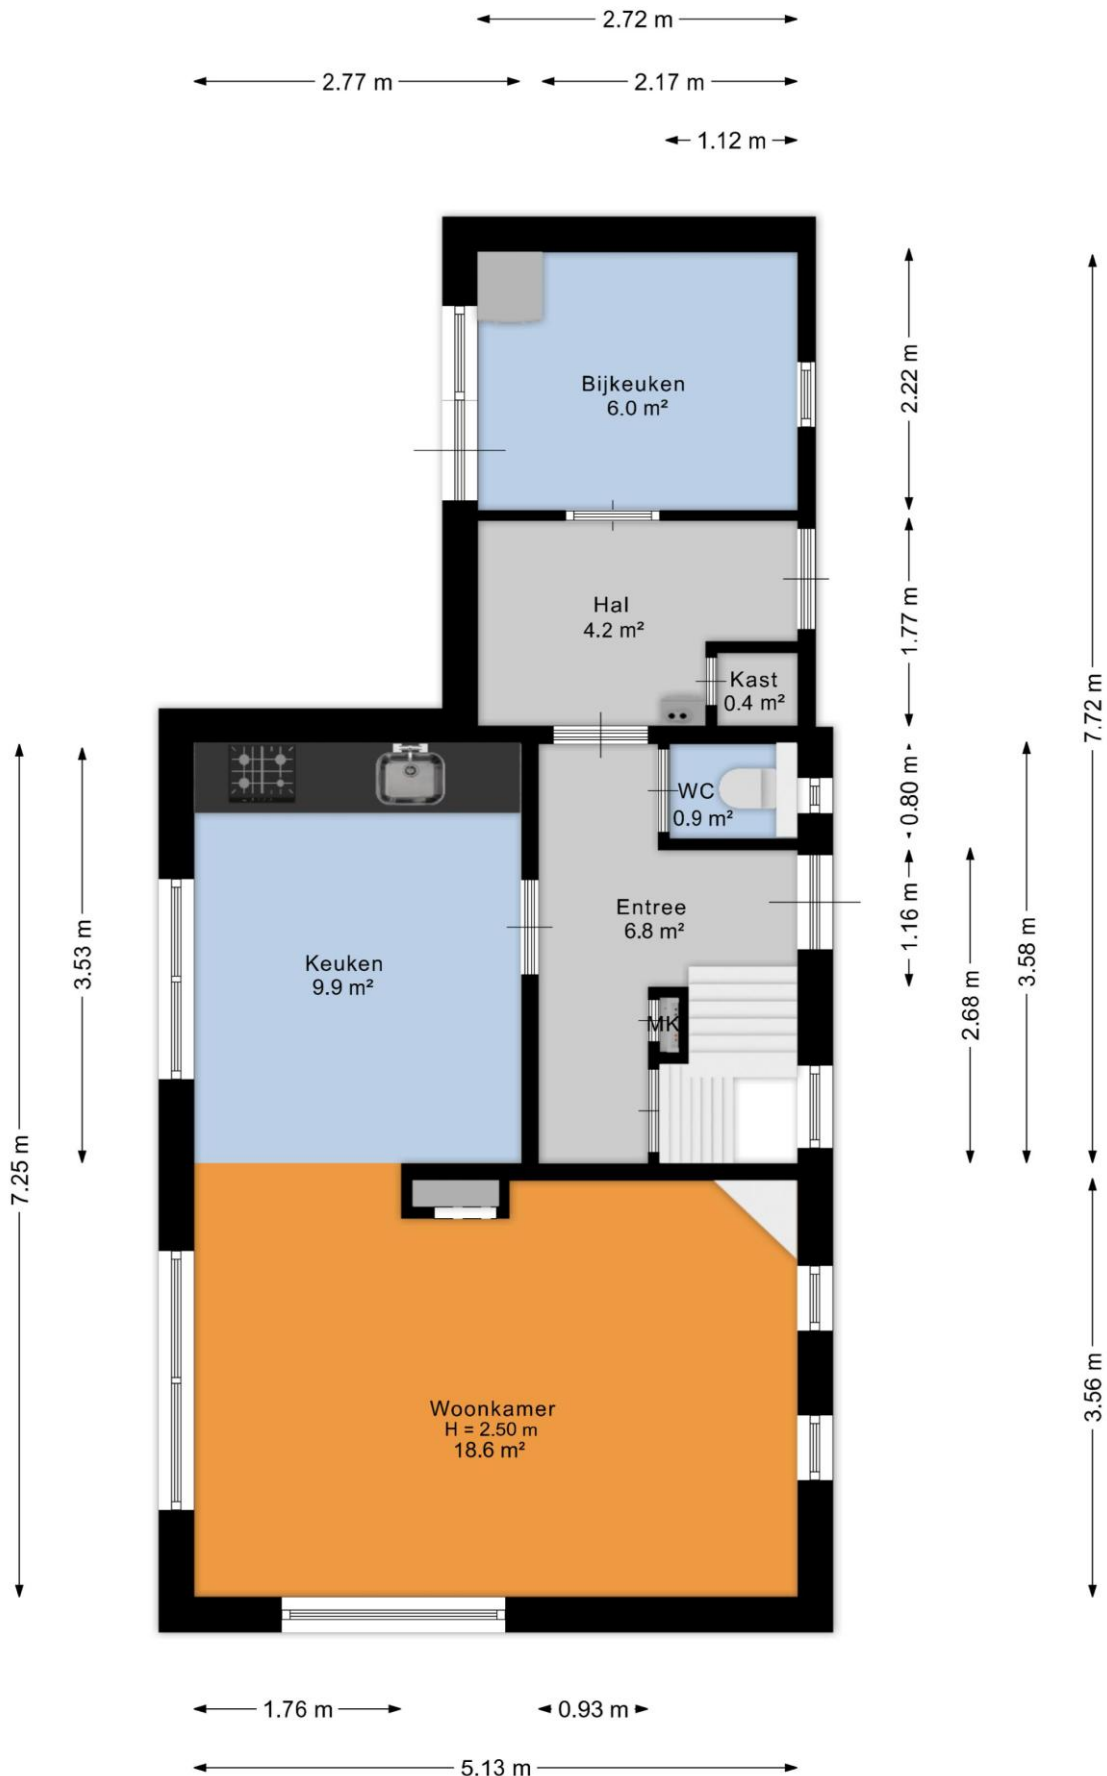 2.72 m
2.77 m
2.17 m
1.12 m
Bijkeuken
6.0 m²
2.22 m
Hal
4.2 m²
1.77 m
Kast
0.4 m²
7.72 m
WC
0.9 m²
0.80 m
Entree
6.8 m²
1.16 m
Keuken
9.9 m²
3.53 m
3.58 m
2.68 m
MK
7.25 m
Woonkamer
H = 2.50 m
18.6 m²
3.56 m
1.76 m
0.93 m
5.13 m